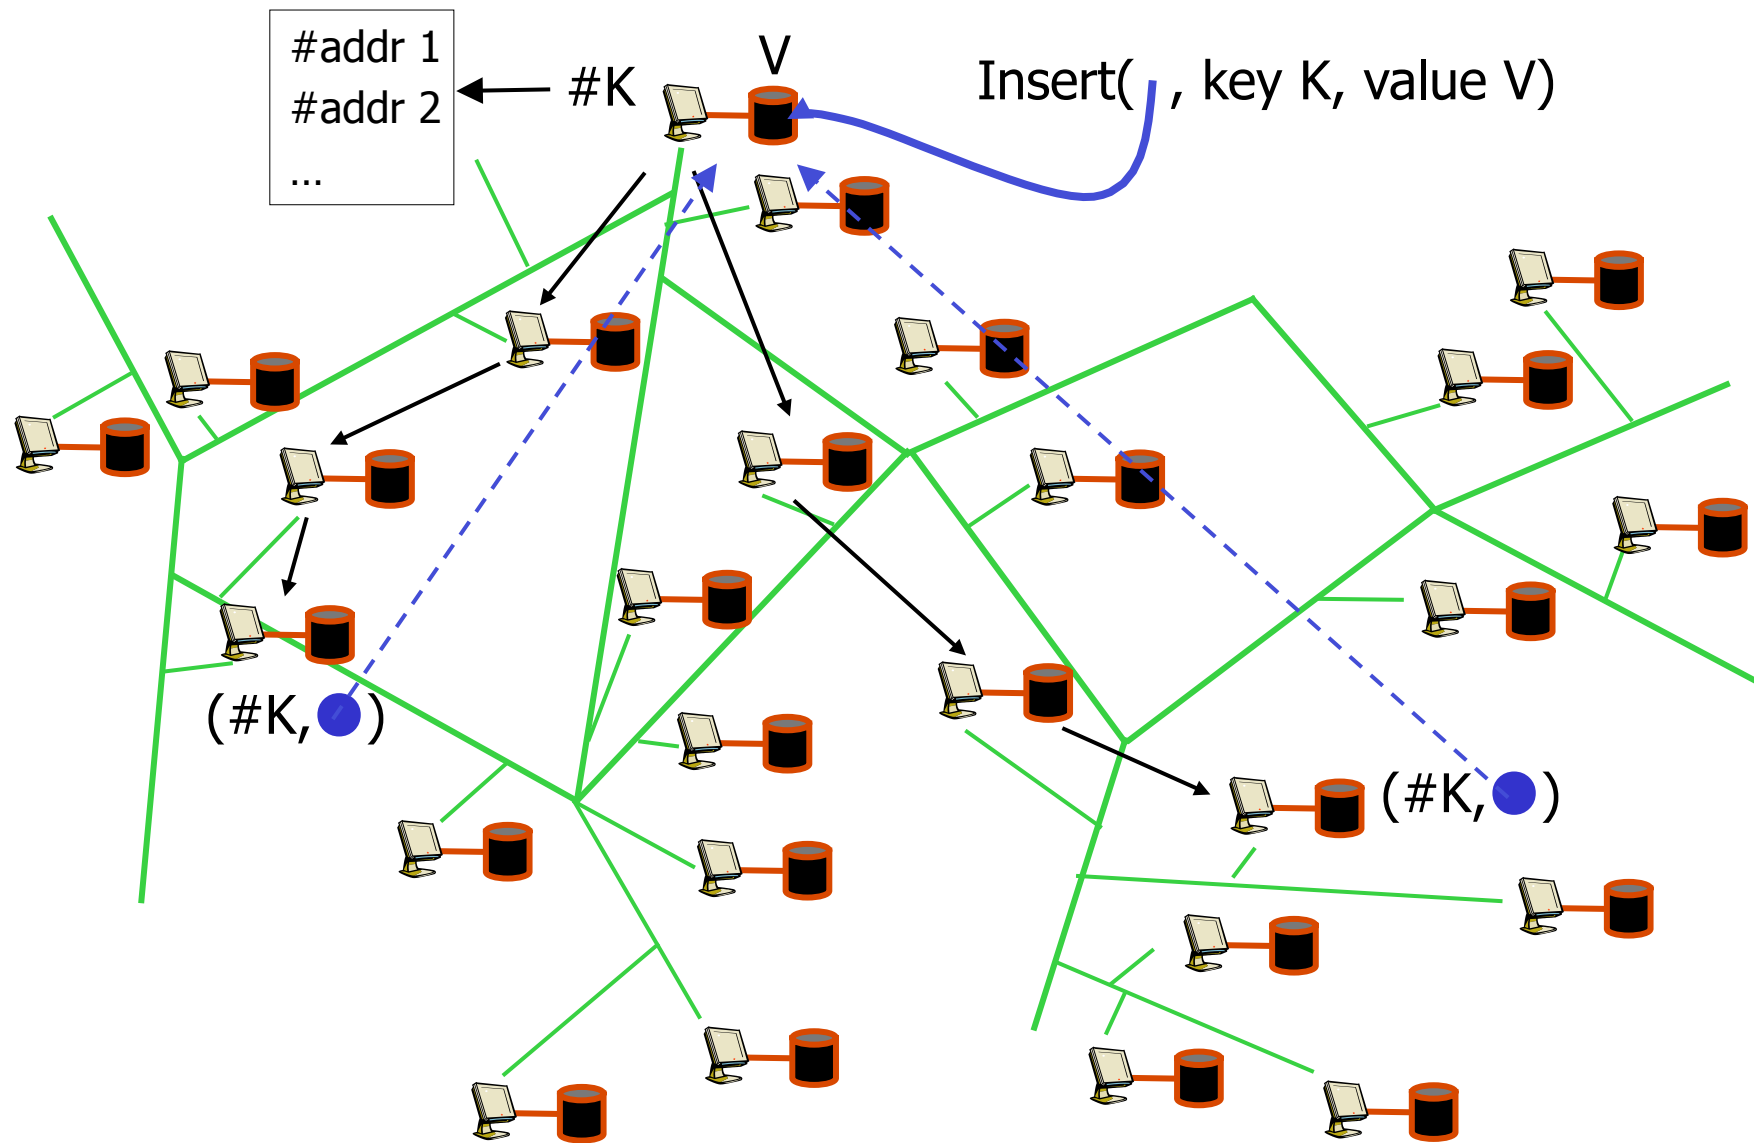 #addr 1
#addr 2
...
#K
V
Insert( , key K, value V)
(#K, )
(#K, )